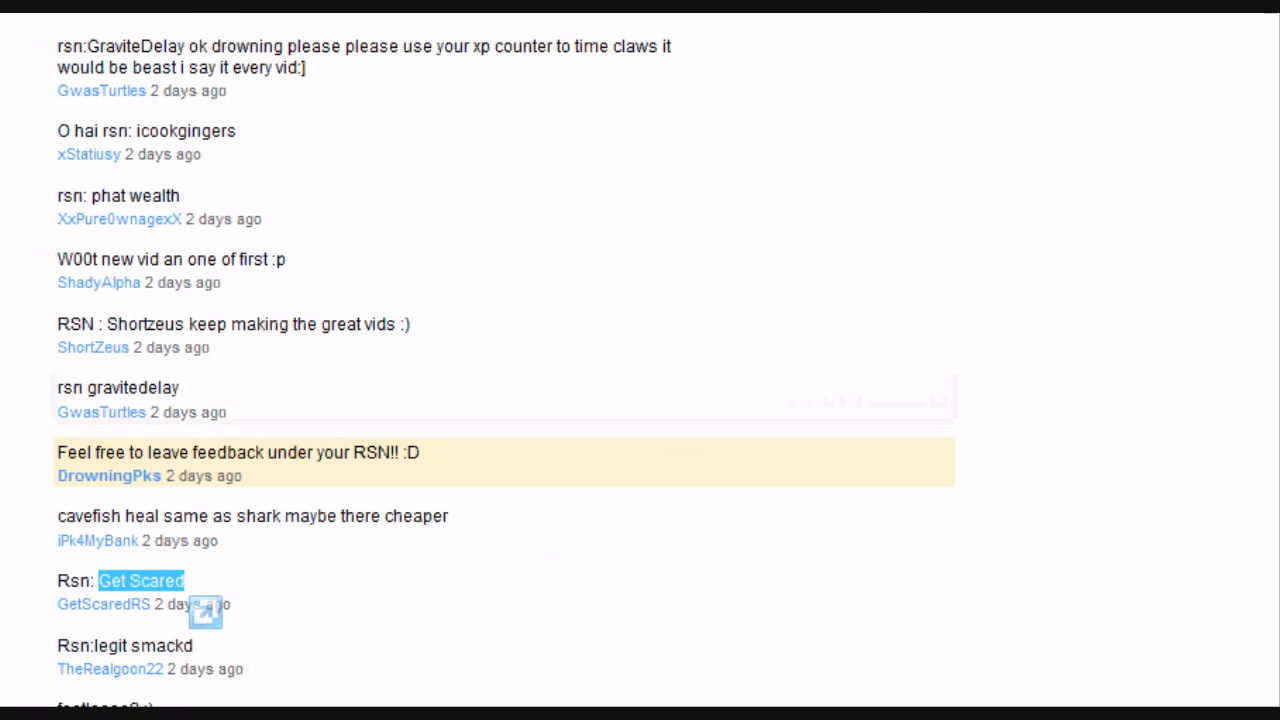 rsn:GraviteDelay ok drowning please please use your xp counter to time claws it
would be beast i say it every vid:]
GwasTurtles 2 days ago
O hai rsn: icookgingers
xStatiusy 2 days ago
rsn: phat wealth
XxPure0wnagexX 2 days ago
W00t new vid an one of first :p
ShadyAlpha 2 days ago
RSN : Shortzeus keep making the great vids :)
ShortZeus 2 days ago
rsn gravitedelay
GwasTurtles 2 days ago
Feel free to leave feedback under your RSN!! :D
DrowningPks 2 days ago
cavefish heal same as shark maybe there cheaper
iPk4MyBank 2 days ago
Rsn: Get Scared
GetScaredRS 2 days ago
Rsn:legit smackd
TheRealgoon22 2 days ago